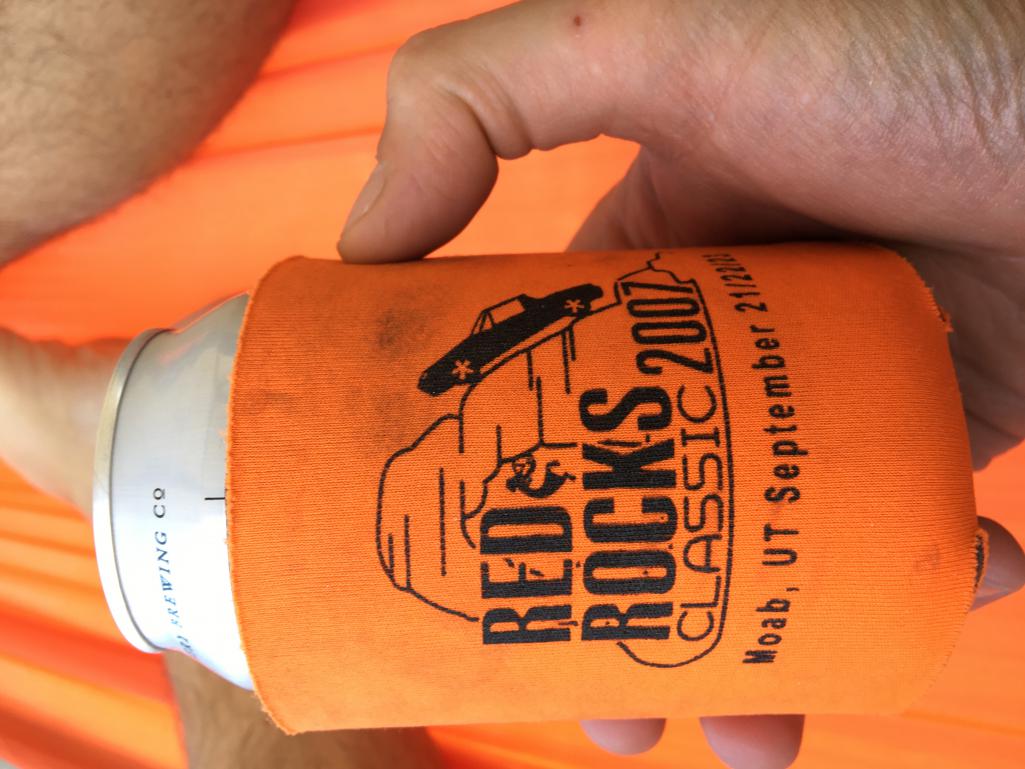 BREWING CO
RED
ROCKS
CLASSIC 2007
Moab, UT September 21/22/23